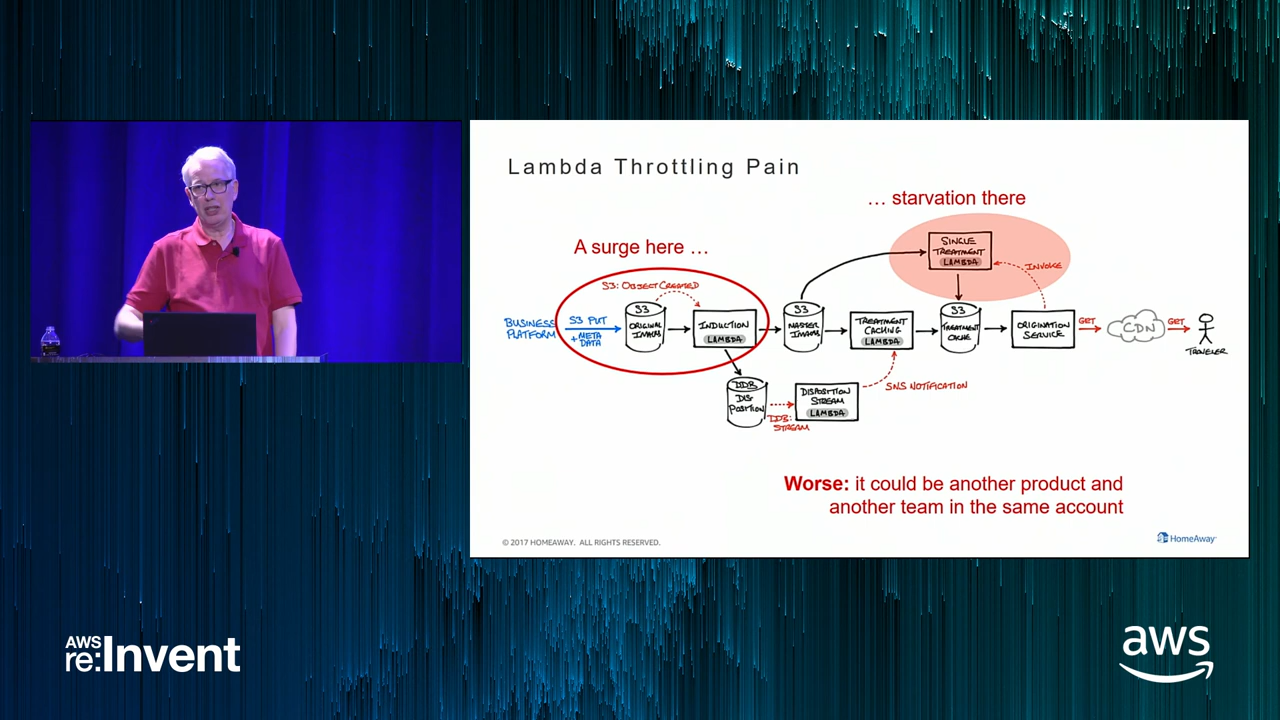 Lambda Throttling Pain
… starvation there
A surge here …
SINGLE
TREATMENT
LAMBDA
INVOKE
S3: OBJECTCREATED
BUSINESS
PLATFORM
S3 PUT
+ META
DATA
S3
ORIGINAL
IMAGES
INDUCTION
LAMBDA
S3
MASTER
IMAGES
TREATMENT
CACHING
LAMBDA
S3
TREATMENT
CACHE
ORIGINATION
SERVICE
GET
CDN
GET
TRAVELER
DDB
DIS-
POSITION
DDB:
STREAM
DISPOSITION
STREAM
LAMBDA
SNS NOTIFICATION
Worse: it could be another product and
another team in the same account
© 2017 HOMEAWAY. ALL RIGHTS RESERVED.
HomeAway
AWS
re:Invent
aws